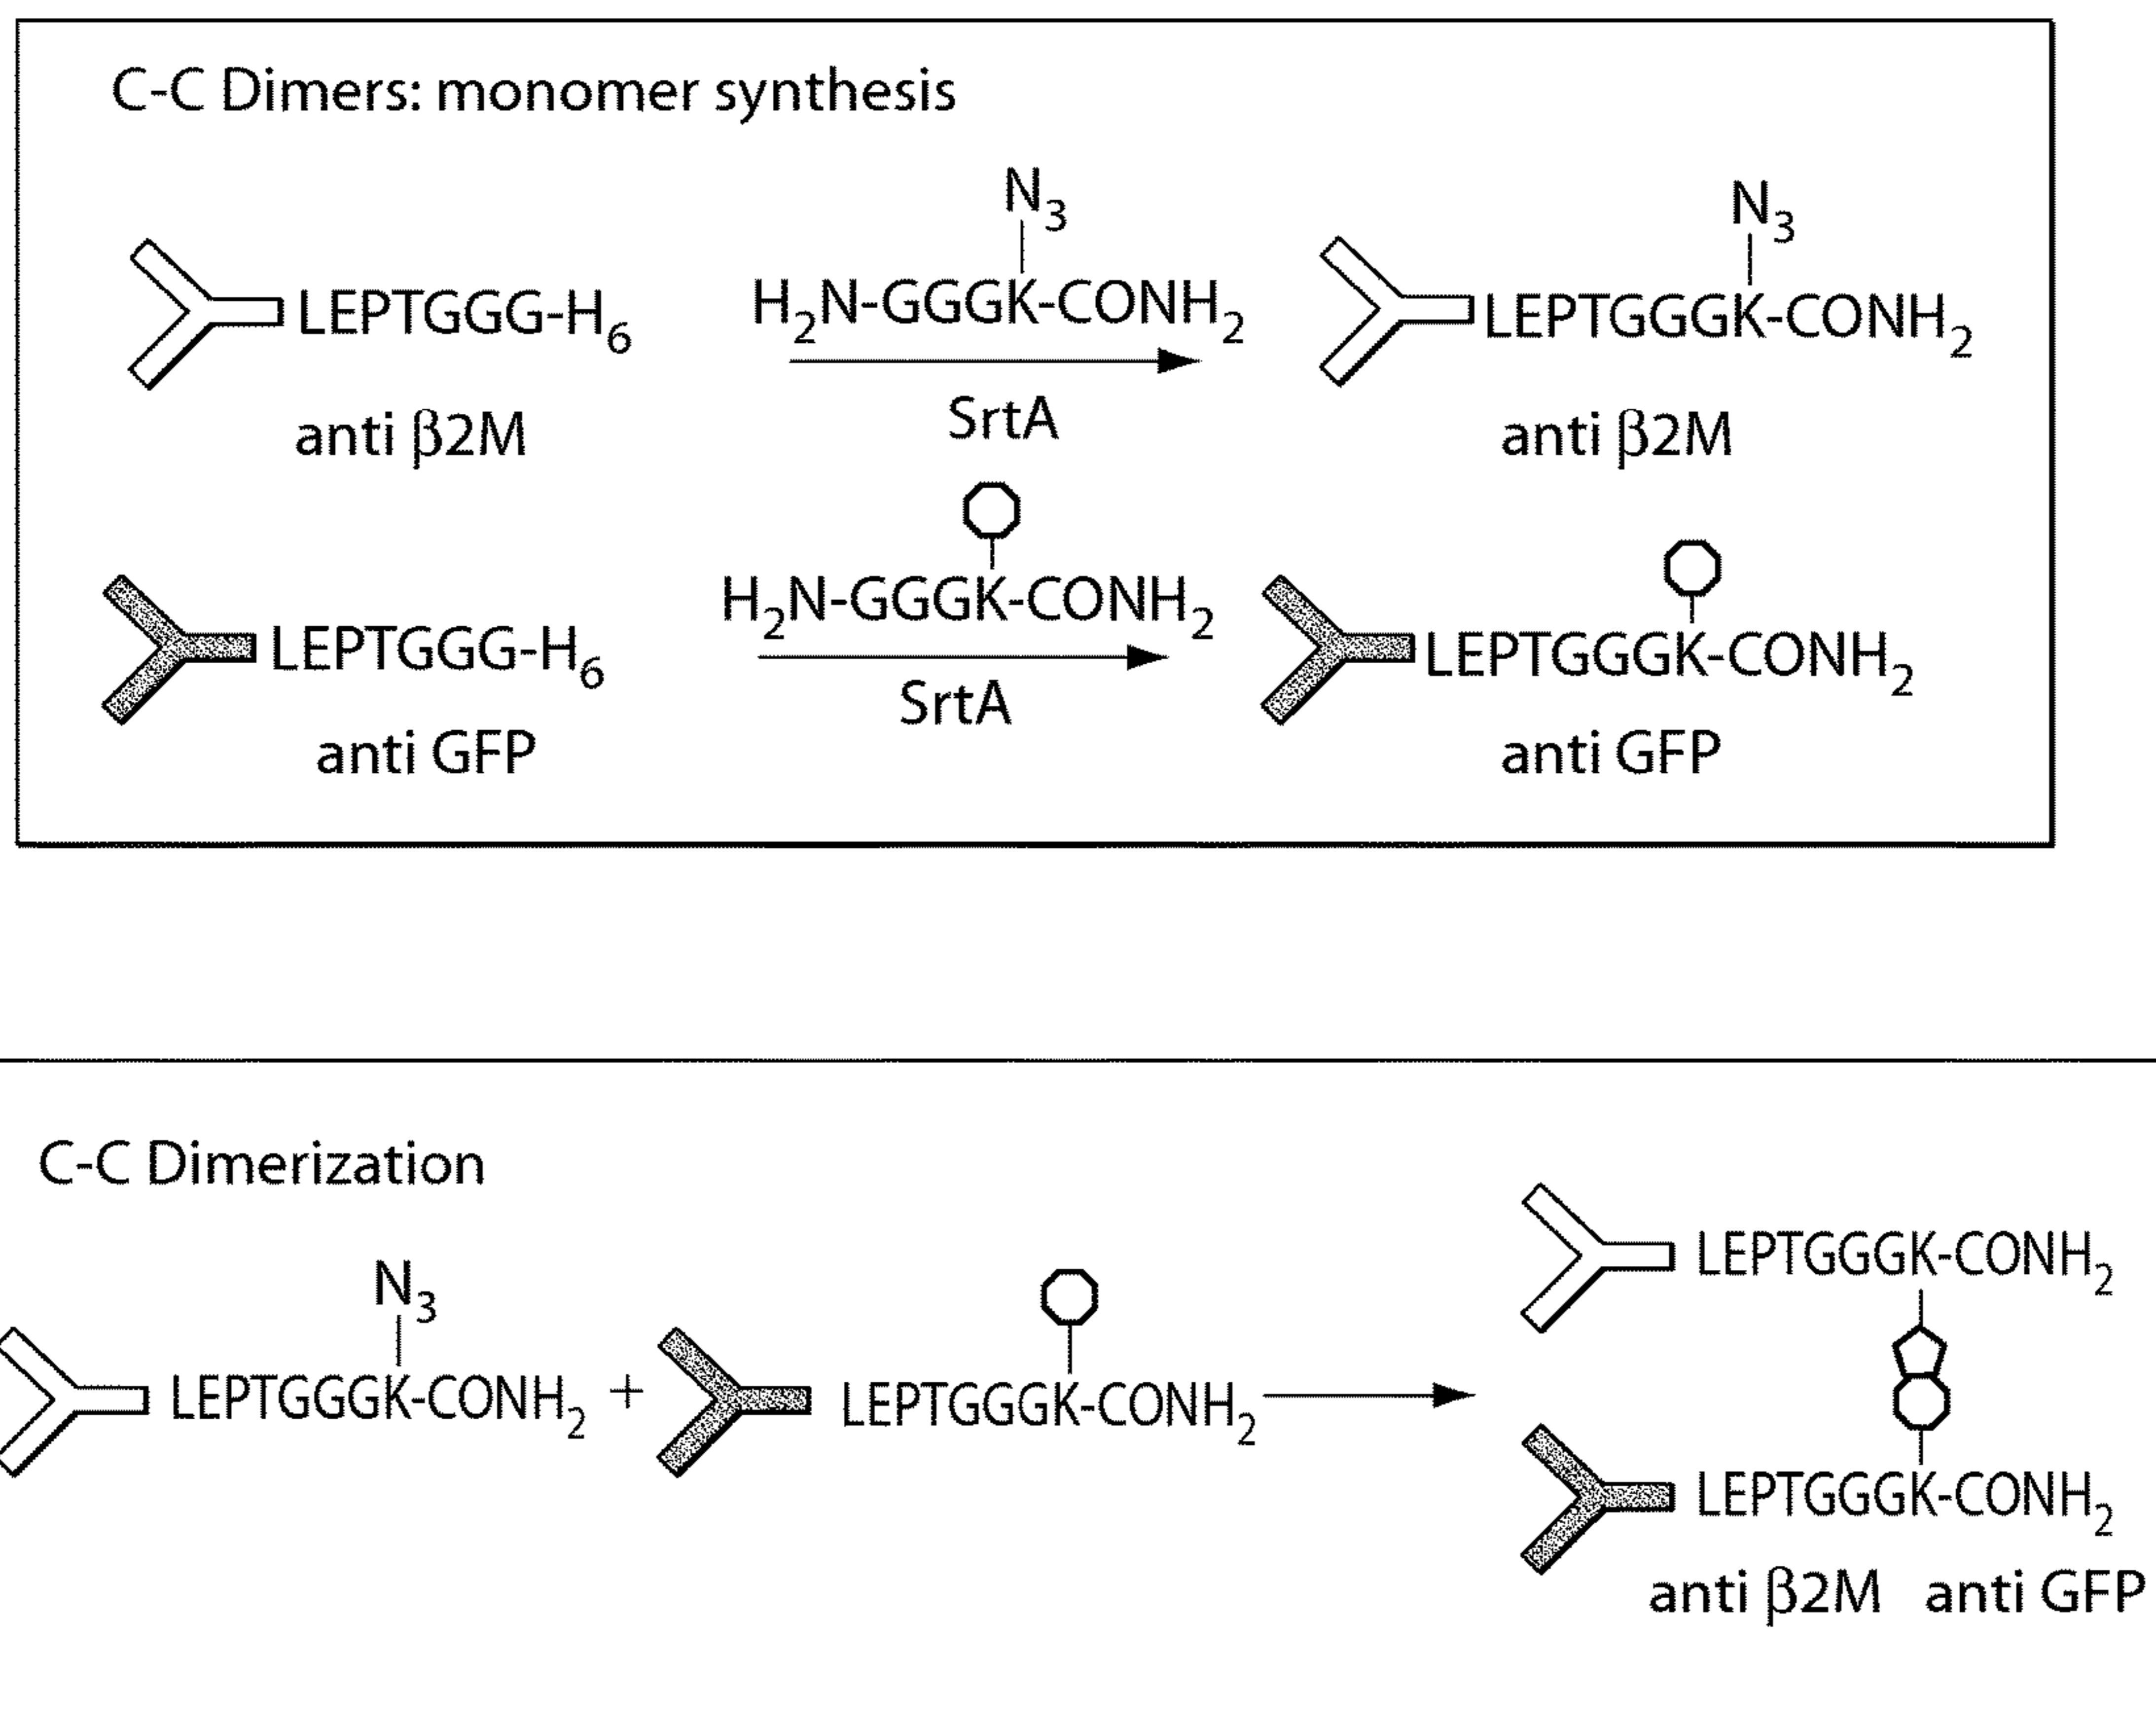 C-C Dimers: monomer synthesis
N3
N3
LEPTGGG-H6
H2N-GGGK-CONH2
LEPTGGGK-CONH2
SrtA
anti β2M
anti β2M
H2N-GGGK-CONH2
LEPTGGG-H6
LEPTGGGK-CONH2
SrtA
anti GFP
anti GFP
C-C Dimerization
LEPTGGGK-CONH2
N3
LEPTGGGK-CONH2
+
LEPTGGGK-CONH2
LEPTGGGK-CONH2
anti β2M anti GFP